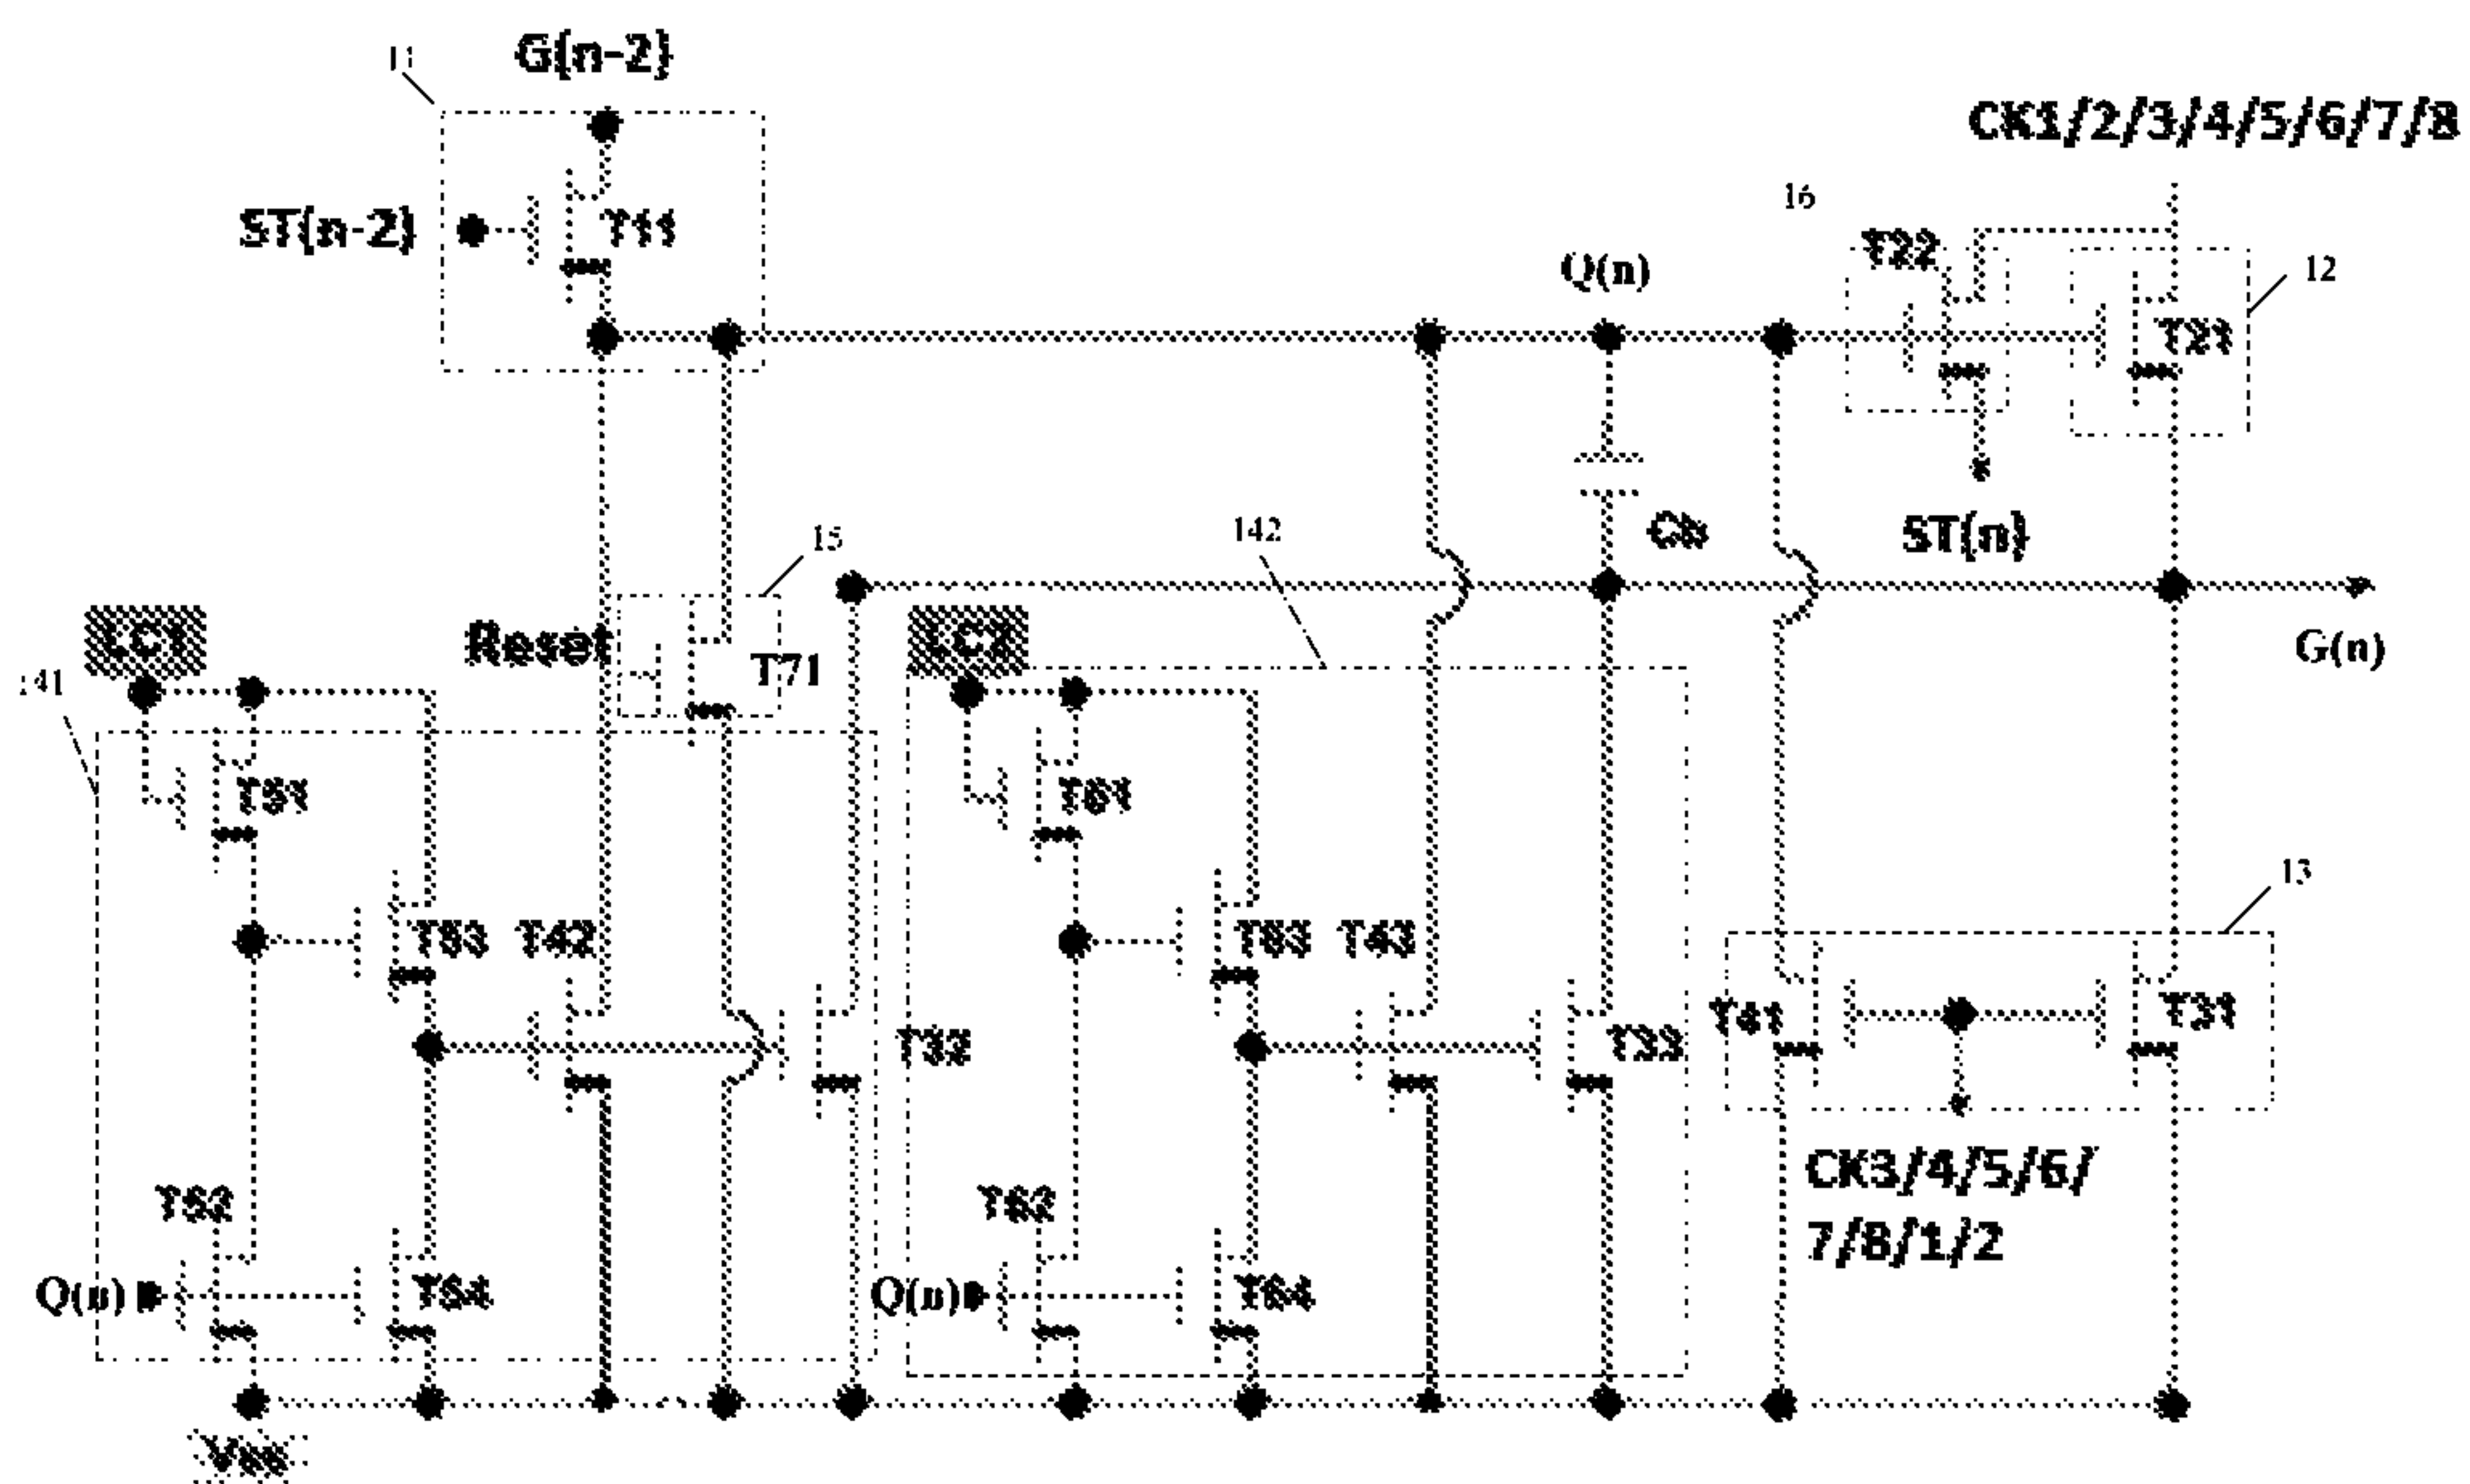 11
G(n-2)
CK1/2/3/4/5/6/7/8
16
ST(n-2)
T11
T22
Q(n)
12
T21
15
142
Cb
ST(n)
LC1
Reset
LC2
G(n)
141
T71
T51
T61
13
T53
T42
T63
T43
T41
T31
T32
T33
CK3/4/5/6/
7/8/1/2
T52
T62
Q(n)
T54
Q(n)
T64
Vss